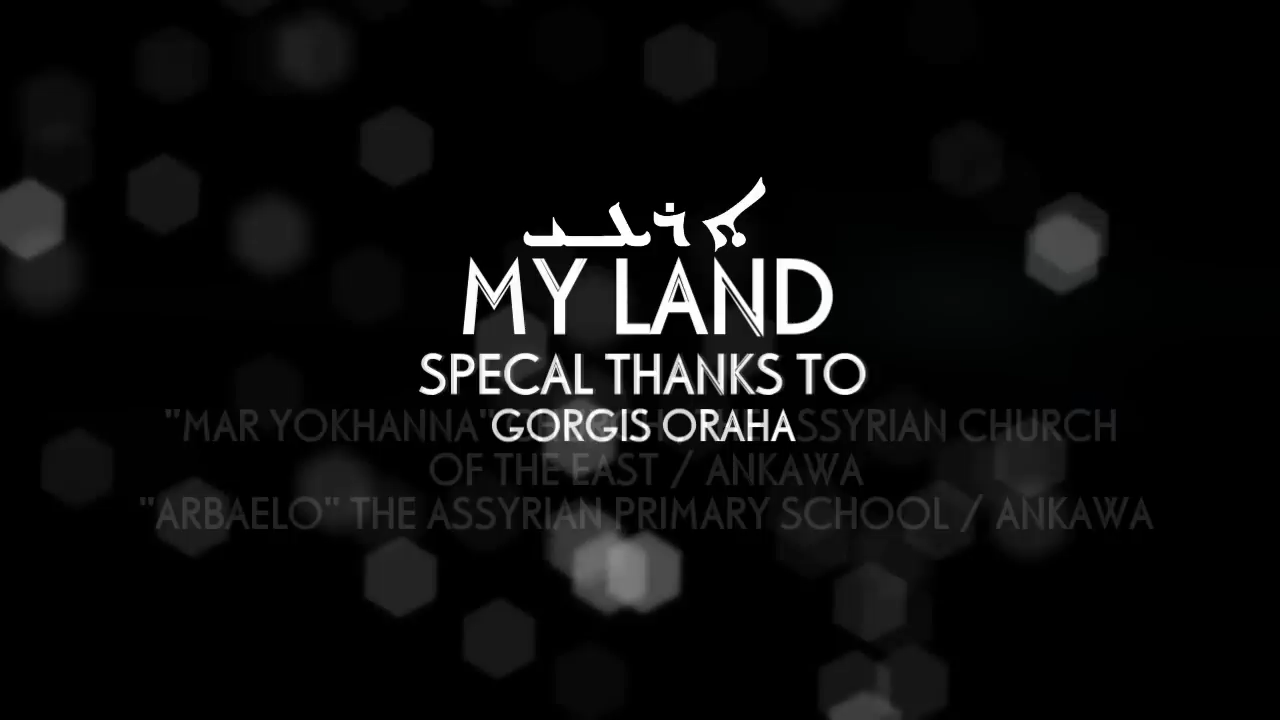 ܐܬܪܝ
MY LAND
SPECAL THANKS TO
GORGIS ORAHA
"MAR YOKHANNA" ASSYRIAN CHURCH
OF THE EAST / ANKAWA
"ARBAELO" THE ASSYRIAN PRIMARY SCHOOL / ANKAWA